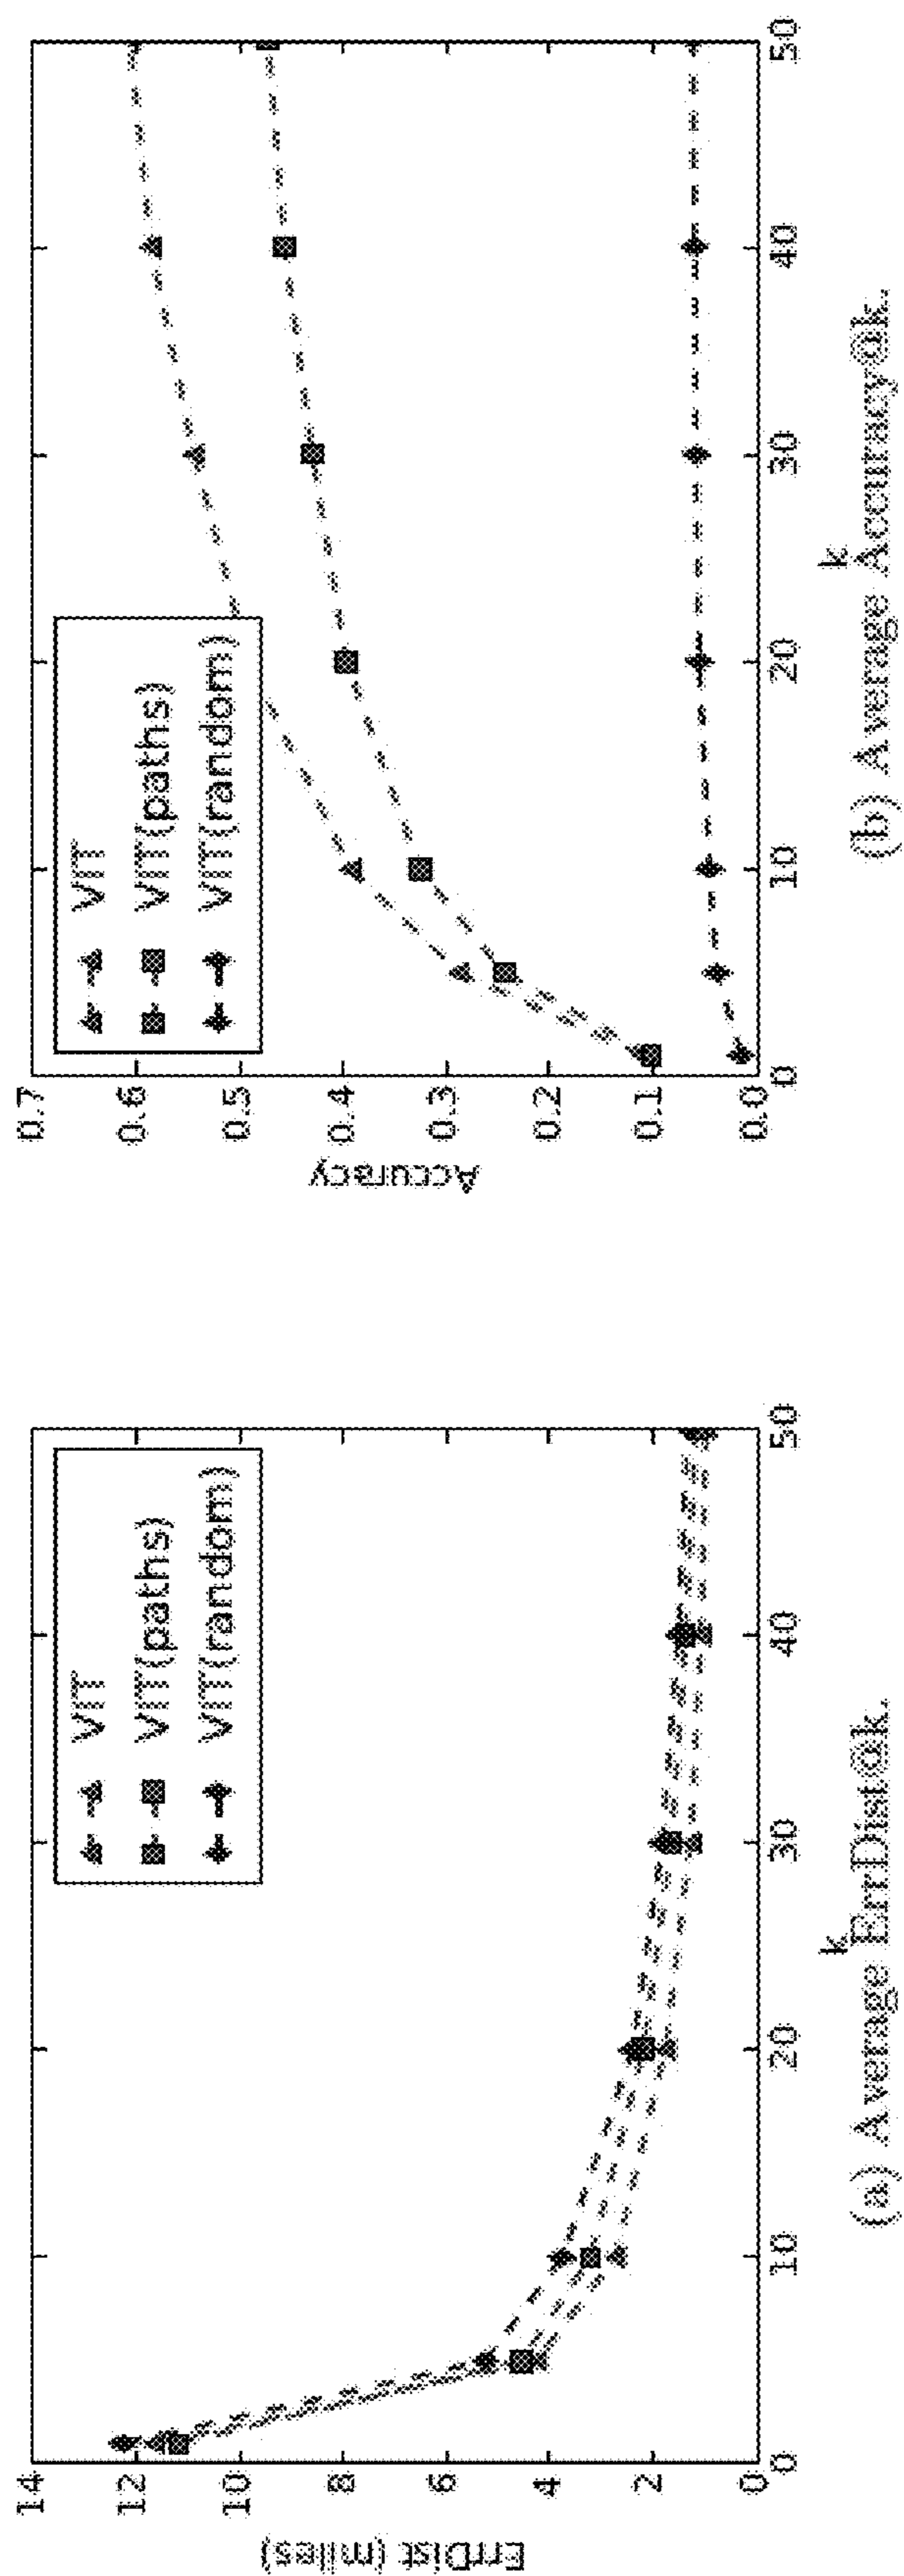 14
12
10
8
6
4
2
0
ErrDist (miles)
VIT
VIT(paths)
VIT(random)
0
10
20
30
40
50
k
(a) Average ErrDist@k.
0.7
0.6
0.5
0.4
0.3
0.2
0.1
0.0
Accuracy
VIT
VIT(paths)
VIT(random)
0
10
20
30
40
50
k
(b) Average Accuracy@k.